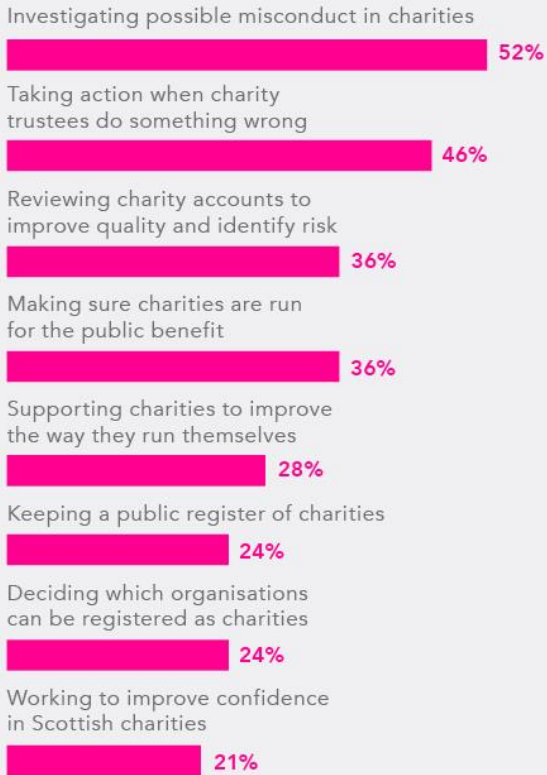 Investigating possible misconduct in charities
52%
Taking action when charity
trustees do something wrong
46%
Reviewing charity accounts to
improve quality and identify risk
36%
Making sure charities are run
for the public benefit
36%
Supporting charities to improve
the way they run themselves
28%
Keeping a public register of charities
24%
Deciding which organisations
can be registered as charities
24%
Working to improve confidence
in Scottish charities
21%